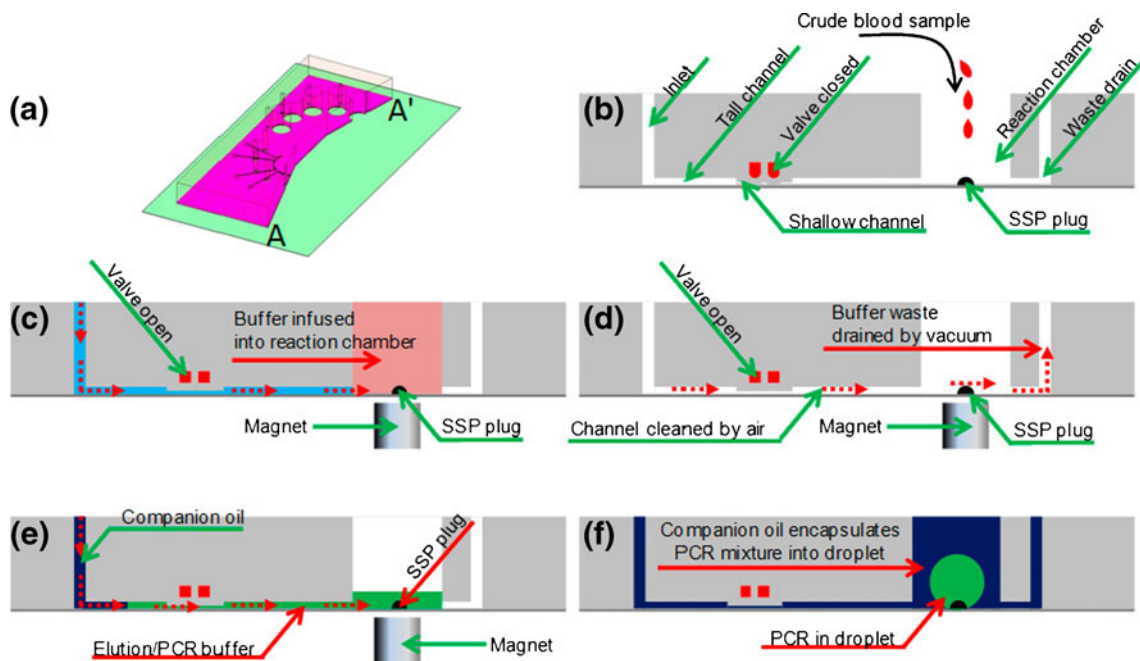 (a)
A'
A
(b)
Crude blood sample
Inlet
Tall channel
Valve closed
Reaction chamber
Waste drain
Shallow channel
SSP plug
(c)
Valve open
Buffer infused
into reaction chamber
Magnet
SSP plug
(d)
Valve open
Buffer waste
drained by vacuum
Channel cleaned by air
Magnet
SSP plug
(e)
Companion oil
SSP plug
Elution/PCR buffer
Magnet
(f)
Companion oil encapsulates
PCR mixture into droplet
PCR in droplet